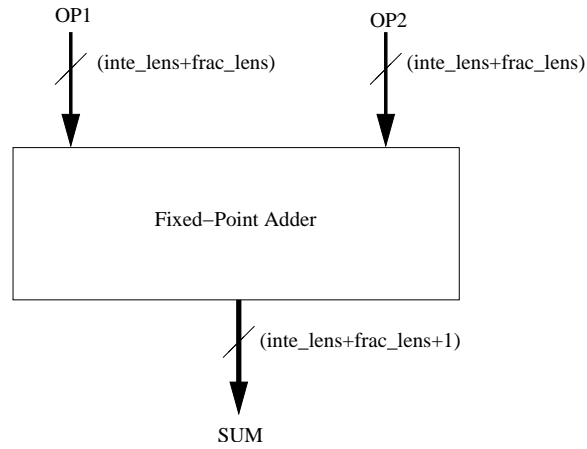 OP1
OP2
(inte_lens+frac_lens)
(inte_lens+frac_lens)
Fixed−Point Adder
(inte_lens+frac_lens+1)
SUM